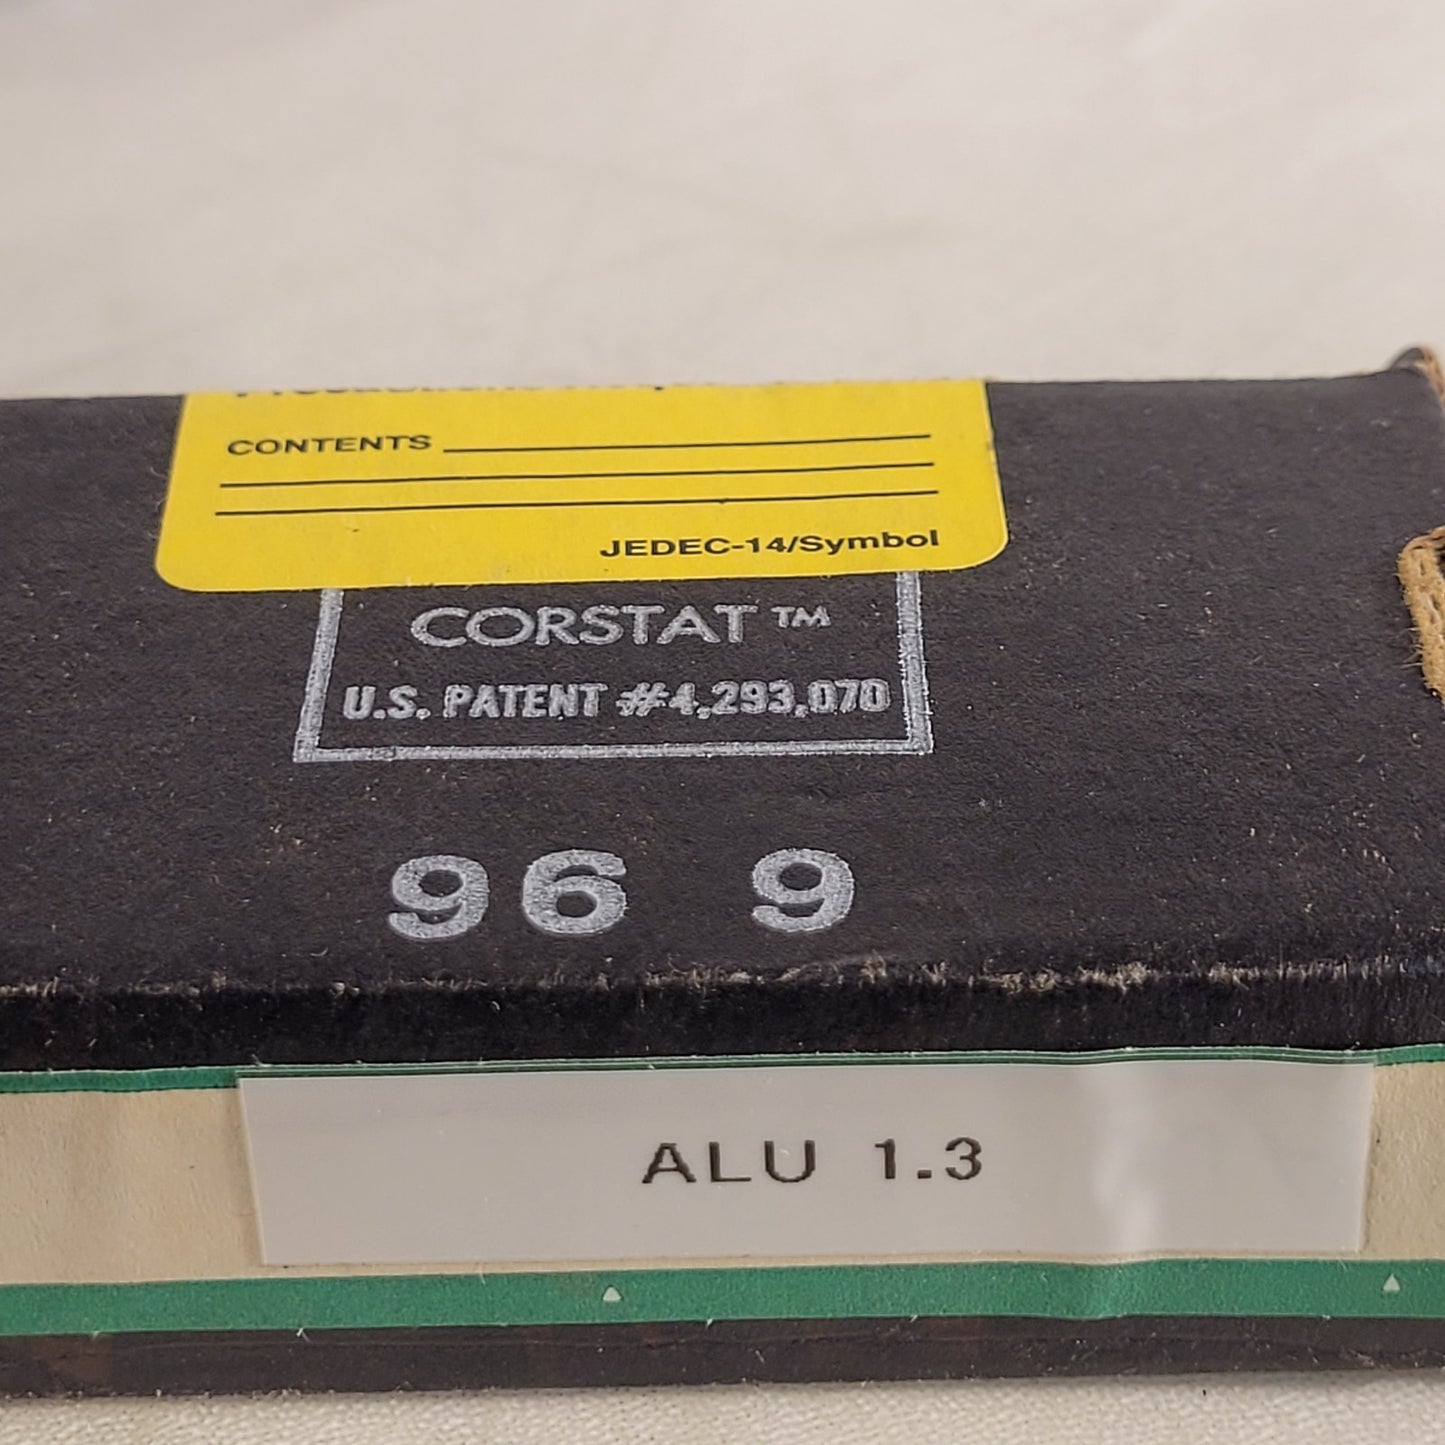 CONTENTS
JEDEC-14/Symbol
CORSTAT™
U.S. PATENT #4,293,070
96 9
ALU 1.3